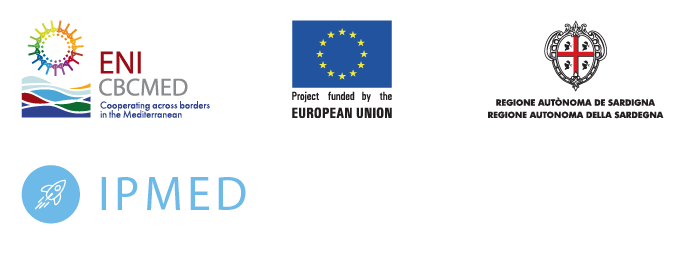 ENI
CBCMED
Cooperating across borders
in the Mediterranean
Project funded by the
EUROPEAN UNION
REGIONE AUTÒNOMA DE SARDIGNA
REGIONE AUTONOMA DELLA SARDEGNA
IPMED